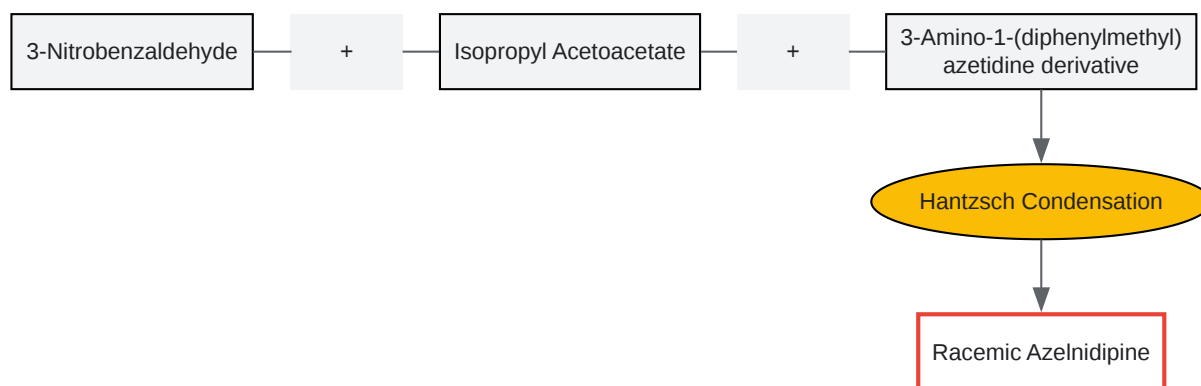 3-Nitrobenzaldehyde
+
Isopropyl Acetoacetate
+
3-Amino-1-(diphenylmethyl)
azetidine derivative
Hantzsch Condensation
Racemic Azelnidipine